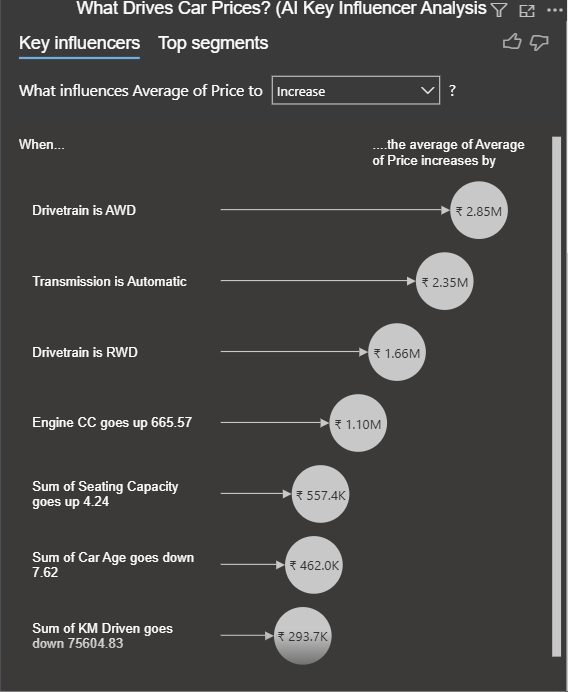 What Drives Car Prices? (AI Key Influencer Analysis
Key influencers Top segments
What influences Average of Price to Increase ?
When...
....the average of Average
of Price increases by
Drivetrain is AWD
₹ 2.85M
Transmission is Automatic
₹ 2.35M
Drivetrain is RWD
₹ 1.66M
Engine CC goes up 665.57
₹ 1.10M
Sum of Seating Capacity
goes up 4.24
₹ 557.4K
Sum of Car Age goes down
7.62
₹ 462.0K
Sum of KM Driven goes
down 75604.83
₹ 293.7K